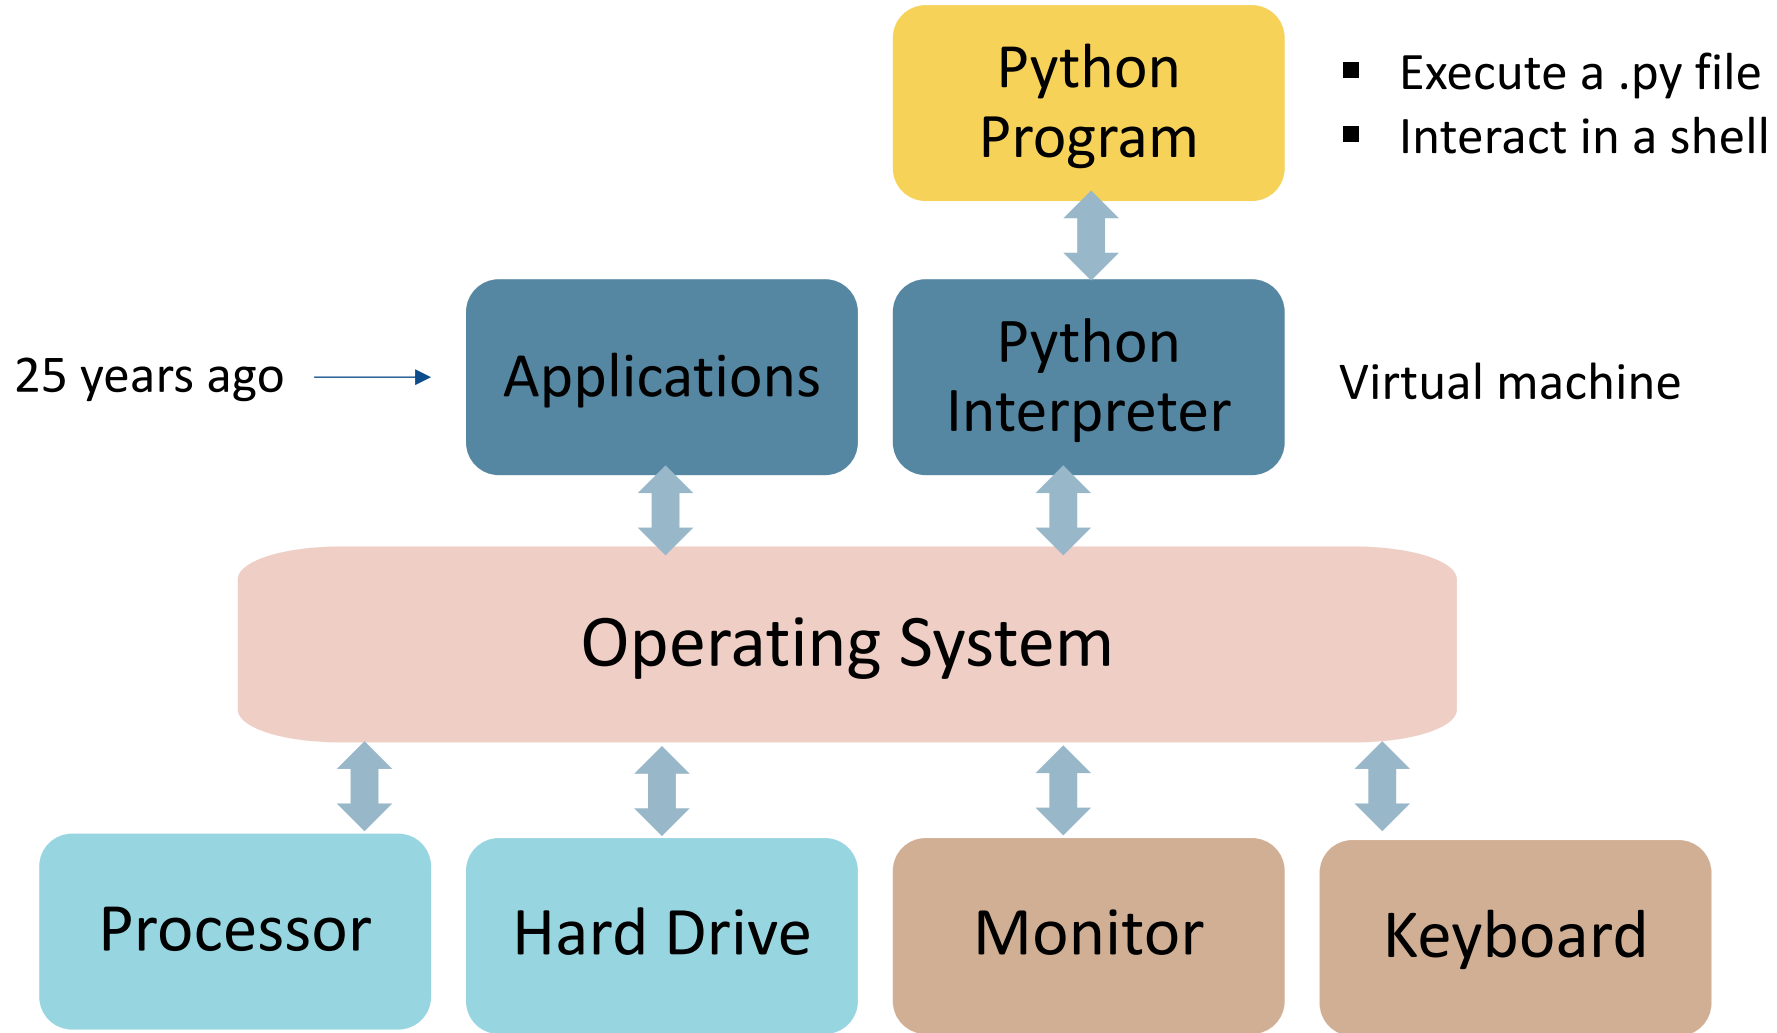 Python
Program
▪ Execute a .py file
▪ Interact in a shell
25 years ago
Applications
Python
Interpreter
Virtual machine
Operating System
Processor
Hard Drive
Monitor
Keyboard